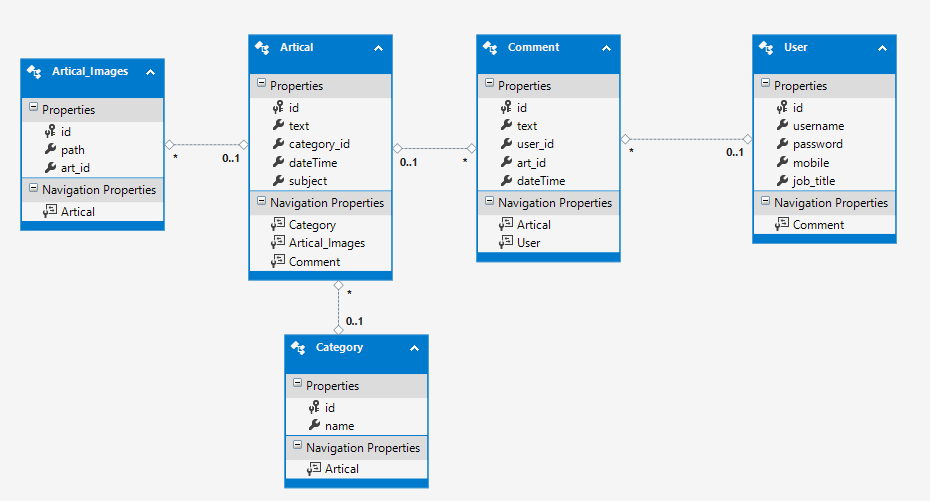 Artical_Images
Properties
id
path
art_id
Navigation Properties
Artical
*
0..1
Artical
Properties
id
text
category_id
dateTime
subject
Navigation Properties
Category
Artical_Images
Comment
0..1
*
Comment
Properties
id
text
user_id
art_id
dateTime
Navigation Properties
Artical
User
*
0..1
User
Properties
id
username
password
mobile
job_title
Navigation Properties
Comment
*
0..1
Category
Properties
id
name
Navigation Properties
Artical